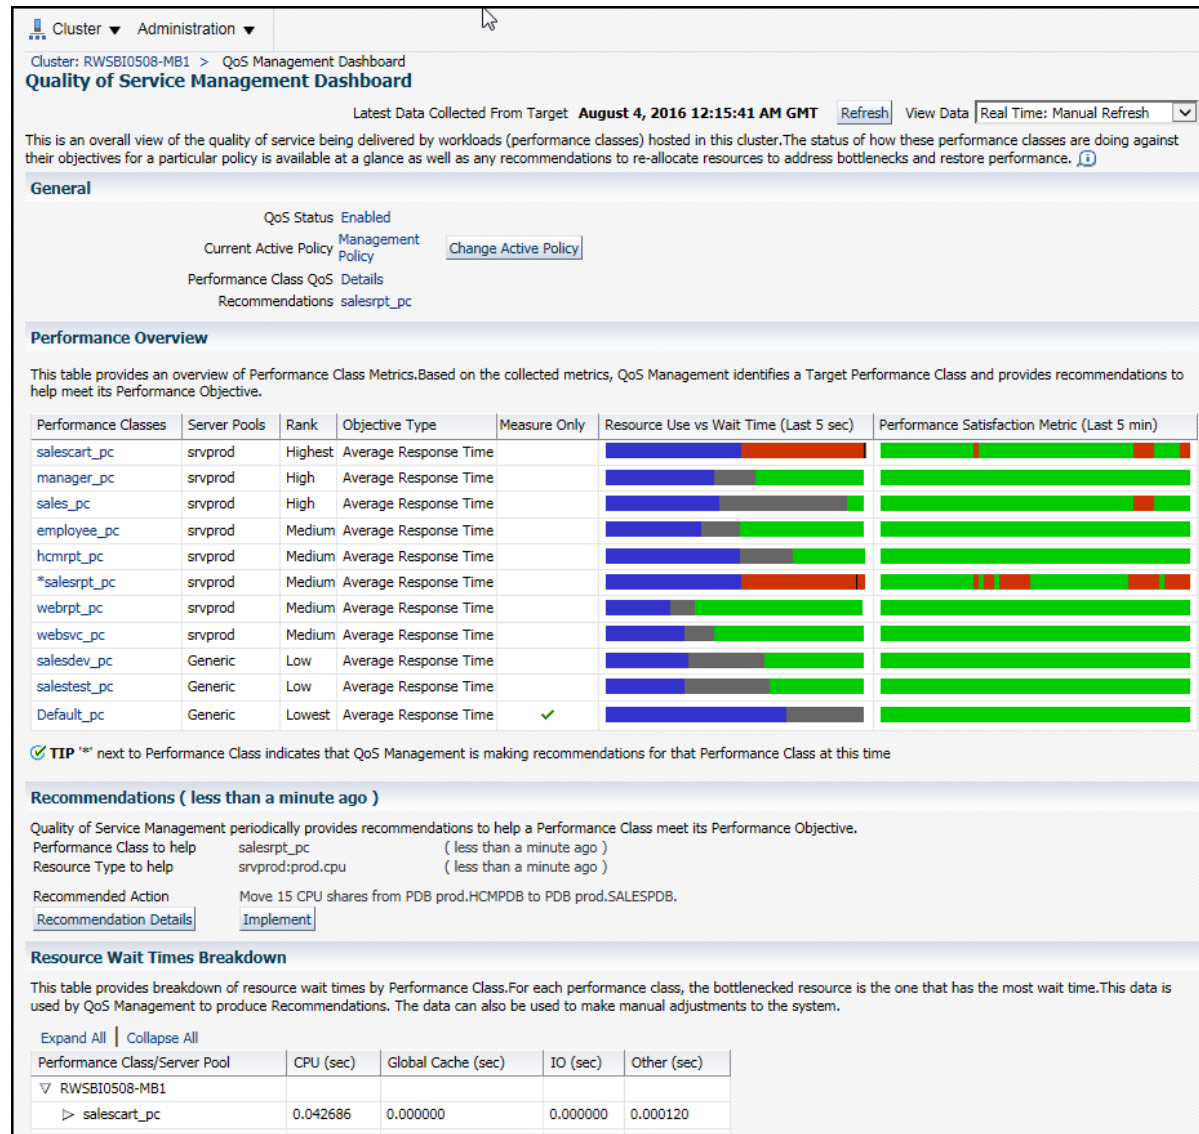 Cluster ▼ Administration ▼
Cluster: RWSBI0508-MB1 > QoS Management Dashboard
Quality of Service Management Dashboard
Latest Data Collected From Target August 4, 2016 12:15:41 AM GMT Refresh View Data Real Time: Manual Refresh
This is an overall view of the quality of service being delivered by workloads (performance classes) hosted in this cluster.The status of how these performance classes are doing against
their objectives for a particular policy is available at a glance as well as any recommendations to re-allocate resources to address bottlenecks and restore performance.
General
QoS Status Enabled
Current Active Policy Management Policy Change Active Policy
Performance Class QoS Details
Recommendations salesrpt_pc
Performance Overview
This table provides an overview of Performance Class Metrics.Based on the collected metrics, QoS Management identifies a Target Performance Class and provides recommendations to
help meet its Performance Objective.
Performance Classes Server Pools Rank Objective Type Measure Only Resource Use vs Wait Time (Last 5 sec) Performance Satisfaction Metric (Last 5 min)
salescart_pc srvprod Highest Average Response Time
manager_pc srvprod High Average Response Time
sales_pc srvprod High Average Response Time
employee_pc srvprod Medium Average Response Time
hcmrpt_pc srvprod Medium Average Response Time
*salesrpt_pc srvprod Medium Average Response Time
webrpt_pc srvprod Medium Average Response Time
websvc_pc srvprod Medium Average Response Time
salesdev_pc Generic Low Average Response Time
salestest_pc Generic Low Average Response Time
Default_pc Generic Lowest Average Response Time ✓
TIP '*' next to Performance Class indicates that QoS Management is making recommendations for that Performance Class at this time
Recommendations ( less than a minute ago )
Quality of Service Management periodically provides recommendations to help a Performance Class meet its Performance Objective.
Performance Class to help salesrpt_pc ( less than a minute ago )
Resource Type to help srvprod:prod.cpu ( less than a minute ago )
Recommended Action Move 15 CPU shares from PDB prod.HCMPDB to PDB prod.SALESPDB.
Recommendation Details Implement
Resource Wait Times Breakdown
This table provides breakdown of resource wait times by Performance Class.For each performance class, the bottlenecked resource is the one that has the most wait time.This data is
used by QoS Management to produce Recommendations. The data can also be used to make manual adjustments to the system.
Expand All | Collapse All
Performance Class/Server Pool CPU (sec) Global Cache (sec) IO (sec) Other (sec)
RWSBI0508-MB1
salescart_pc 0.042686 0.000000 0.000000 0.000120